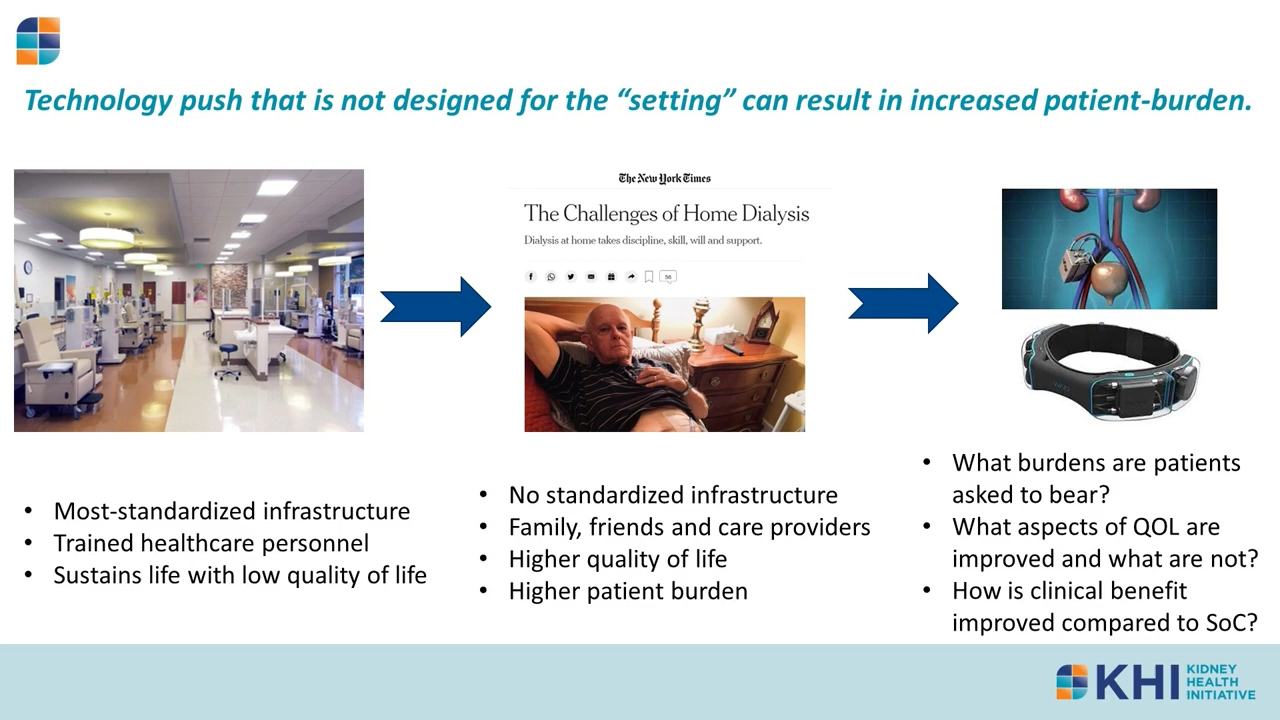 Technology push that is not designed for the “setting” can result in increased patient-burden.
The New York Times
The Challenges of Home Dialysis
Dialysis at home takes discipline, skill, will and support.
56
• Most-standardized infrastructure
• Trained healthcare personnel
• Sustains life with low quality of life
• No standardized infrastructure
• Family, friends and care providers
• Higher quality of life
• Higher patient burden
• What burdens are patients
asked to bear?
• What aspects of QOL are
improved and what are not?
• How is clinical benefit
improved compared to SoC?
KHI
KIDNEY
HEALTH
INITIATIVE